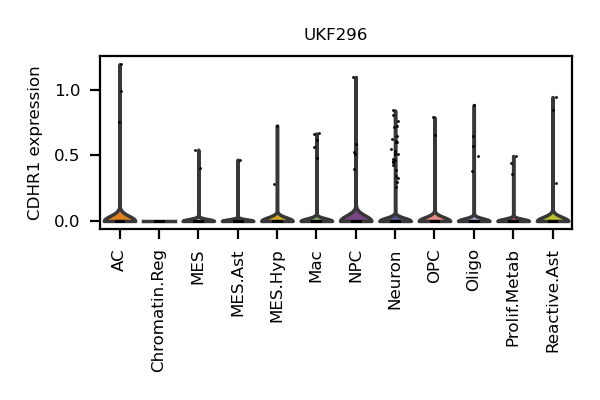 UKF296
CDHR1 expression
1.0
0.5
0.0
AC
Chromatin.Reg
MES
MES.Ast
MES.Hyp
Mac
NPC
Neuron
OPC
Oligo
Prolif.Metab
Reactive.Ast